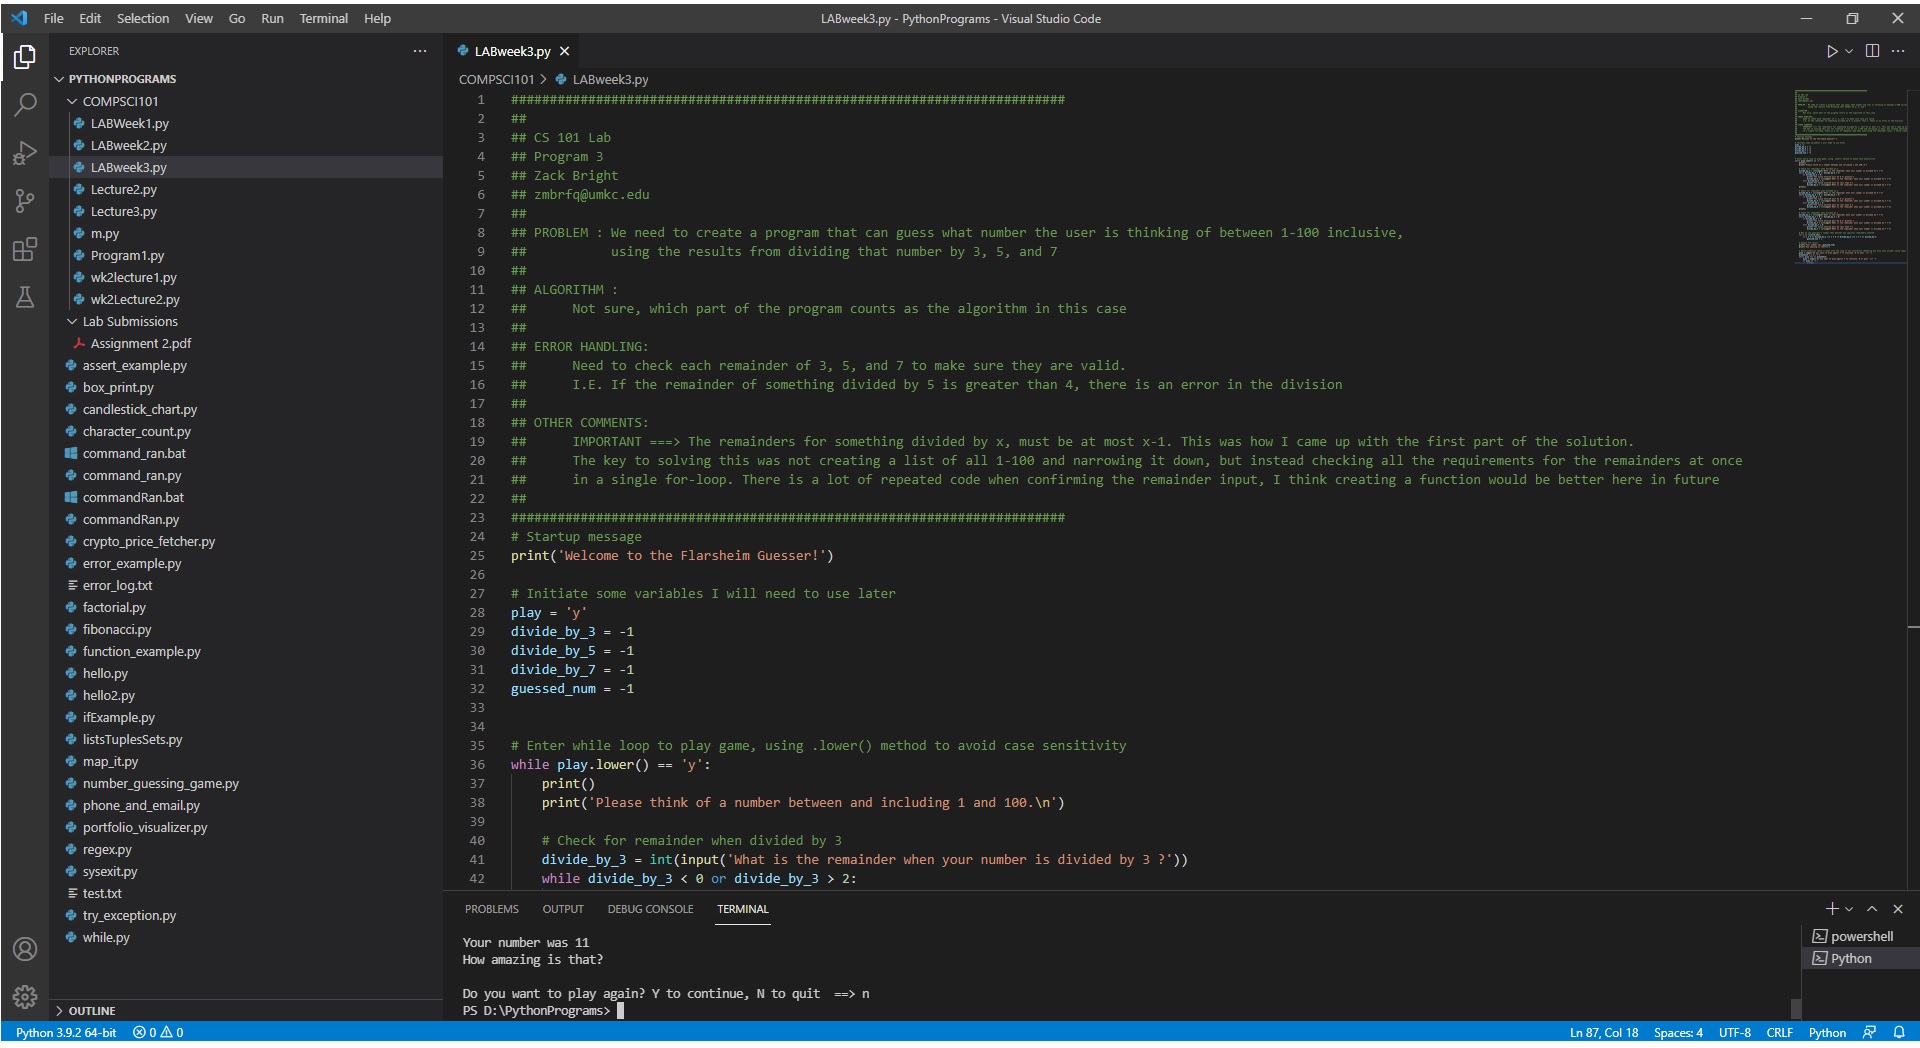 File Edit Selection View Go Run Terminal Help
LABweek3.py - PythonPrograms - Visual Studio Code
EXPLORER
PYTHONPROGRAMS
COMPSCI101
LABWeek1.py
LABweek2.py
LABweek3.py
Lecture2.py
Lecture3.py
m.py
Program1.py
wk2lecture1.py
wk2Lecture2.py
Lab Submissions
Assignment 2.pdf
assert_example.py
box_print.py
candlestick_chart.py
character_count.py
command_ran.bat
command_ran.py
commandRan.bat
commandRan.py
crypto_price_fetcher.py
error_example.py
error_log.txt
factorial.py
fibonacci.py
function_example.py
hello.py
hello2.py
ifExample.py
listsTuplesSets.py
map_it.py
number_guessing_game.py
phone_and_email.py
portfolio_visualizer.py
regex.py
sysexit.py
test.txt
try_exception.py
while.py
OUTLINE
LABweek3.py
COMPSCI101 > LABweek3.py
1 ########################################################################
2 ##
3 ## CS 101 Lab
4 ## Program 3
5 ## Zack Bright
6 ## zmbrfq@umkc.edu
7 ##
8 ## PROBLEM : We need to create a program that can guess what number the user is thinking of between 1-100 inclusive,
9 ## using the results from dividing that number by 3, 5, and 7
10 ##
11 ## ALGORITHM :
12 ## Not sure, which part of the program counts as the algorithm in this case
13 ##
14 ## ERROR HANDLING:
15 ## Need to check each remainder of 3, 5, and 7 to make sure they are valid.
16 ## I.E. If the remainder of something divided by 5 is greater than 4, there is an error in the division
17 ##
18 ## OTHER COMMENTS:
19 ## IMPORTANT ===> The remainders for something divided by x, must be at most x-1. This was how I came up with the first part of the solution.
20 ## The key to solving this was not creating a list of all 1-100 and narrowing it down, but instead checking all the requirements for the remainders at once
21 ## in a single for-loop. There is a lot of repeated code when confirming the remainder input, I think creating a function would be better here in future
22 ##
23 ########################################################################
24 # Startup message
25 print('Welcome to the Flarsheim Guesser!')
26
27 # Initiate some variables I will need to use later
28 play = 'y'
29 divide_by_3 = -1
30 divide_by_5 = -1
31 divide_by_7 = -1
32 guessed_num = -1
33
34
35 # Enter while loop to play game, using .lower() method to avoid case sensitivity
36 while play.lower() == 'y':
37 print()
38 print('Please think of a number between and including 1 and 100.\n')
39
40 # Check for remainder when divided by 3
41 divide_by_3 = int(input('What is the remainder when your number is divided by 3 ?'))
42 while divide_by_3 < 0 or divide_by_3 > 2:
PROBLEMS OUTPUT DEBUG CONSOLE TERMINAL
Your number was 11
How amazing is that?
Do you want to play again? Y to continue, N to quit ==> n
PS D:\PythonPrograms>
powershell
Python
Python 3.9.2 64-bit 0 0 Ln 87, Col 18 Spaces: 4 UTF-8 CRLF Python